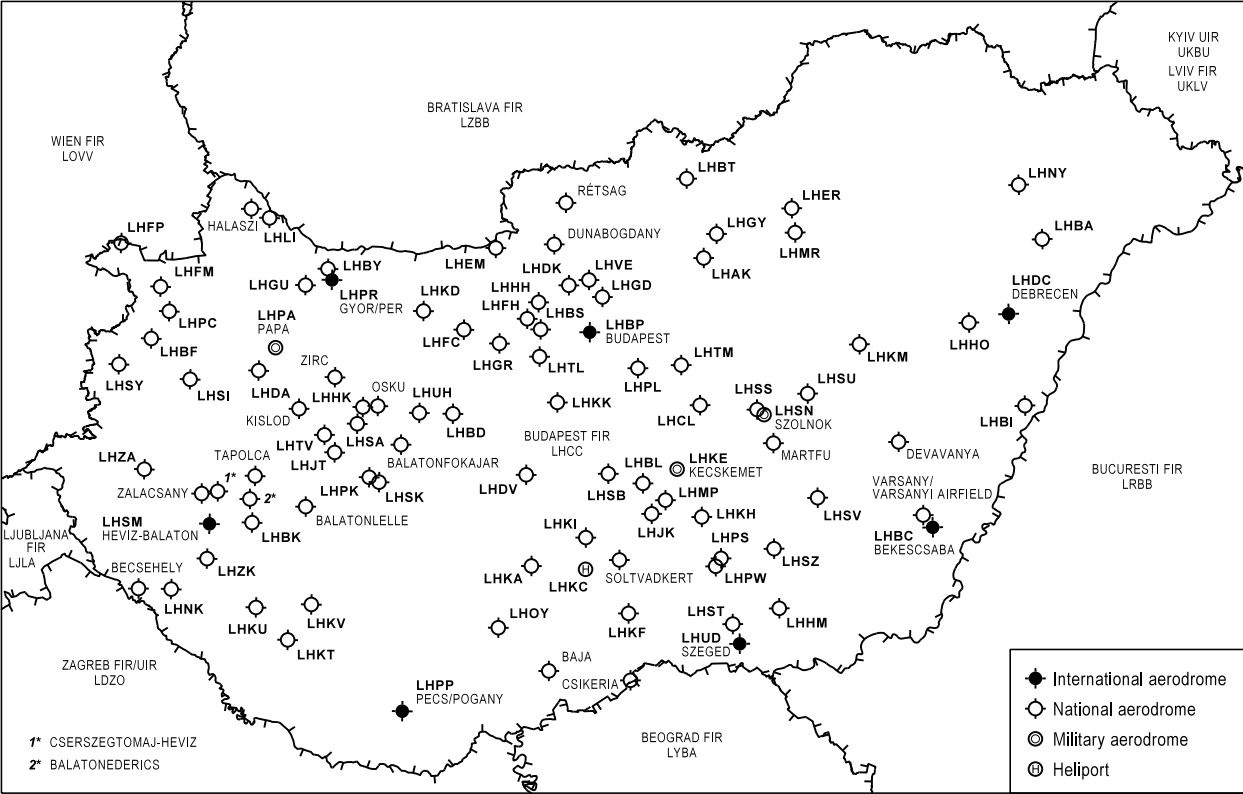 KYIV UIR
UKBU
LVIV FIR
UKLV
BRATISLAVA FIR
LZBB
WIEN FIR
LOVV
LHBT
LHNY
RÉTSAG
LHER
HALASZI
LHLI
LHFP
DUNABOGDANY
LHGY
LHMR
LHBA
LHEM
LHAK
LHFM
LHBY
LHDK
LHVE
LHGU
LHPR
GYOR/PER
LHKD
LHHH
LHGD
LHDC
DEBRECEN
LHPC
LHPA
PAPA
LHFH
LHBS
LHBP
BUDAPEST
LHBF
LHFC
LHGR
LHHO
LHKM
ZIRC
LHTL
LHTM
LHSY
LHSI
LHDA
LHPL
LHHK
OSKU
LHUH
LHSU
KISLOD
LHKK
LHCL
LHSS
LHSN
SZOLNOK
LHBI
LHBD
LHTV
LHSA
BUDAPEST FIR
LHCC
MARTFU
DEVAVANYA
TAPOLCA
LHJT
BALATONFOKAJAR
LHKE
KECSKEMET
BUCURESTI FIR
LRBB
LHZA
1*
ZALACSANY
2*
LHPK
LHSK
LHDV
LHSB
LHBL
VARSANY/
VARSANYI AIRFIELD
LHMP
LHSV
BALATONLELLE
LHSM
HEVIZ-BALATON
LHBK
LHJK
LHKH
LHBC
BEKESCSABA
LJUBLJANA
FIR
LJLA
LHKI
LHZK
LHPS
LHSZ
BECSEHELY
LHKA
LHKC
H
SOLTVADKERT
LHPW
LHNK
LHKU
LHKV
LHOY
LHKF
LHST
LHHM
LHKT
LHUD
SZEGED
ZAGREB FIR/UIR
LDZO
BAJA
CSIKERIA
LHPP
PECS/POGANY
BEOGRAD FIR
LYBA
1* CSERSZEGTOMAJ-HEVIZ
2* BALATONEDERICS
International aerodrome
National aerodrome
Military aerodrome
H Heliport